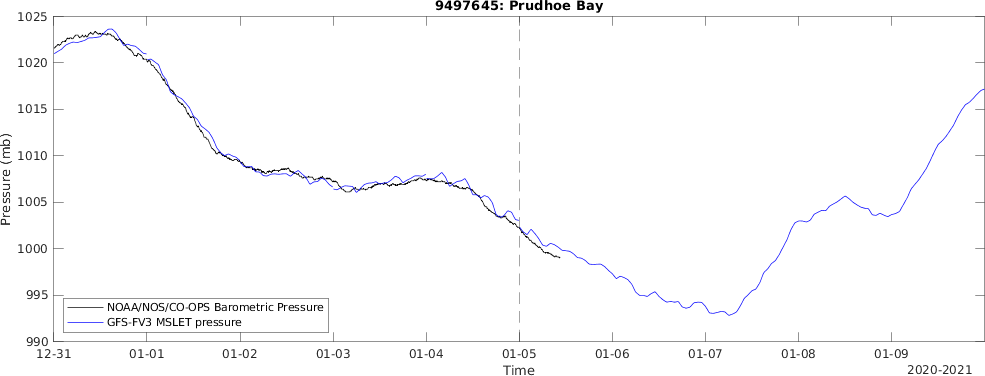 9497645: Prudhoe Bay
1025
1020
1015
1010
1005
1000
995
990
Pressure (mb)
NOAA/NOS/CO-OPS Barometric Pressure
GFS-FV3 MSLET pressure
12-31 01-01 01-02 01-03 01-04 01-05 01-06 01-07 01-08 01-09
Time
2020-2021